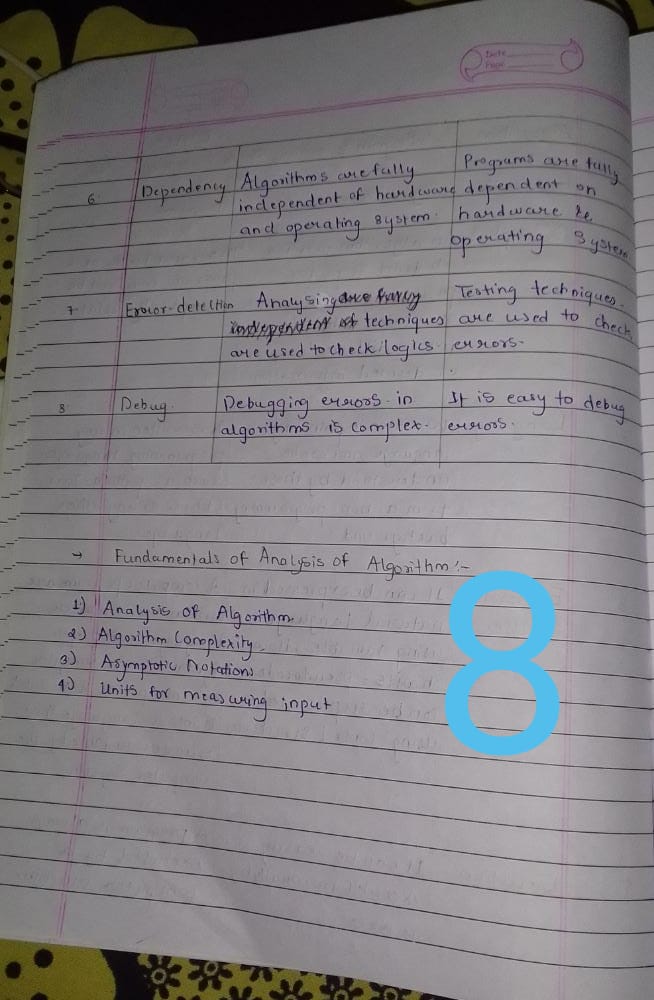 Date
Page
6. Dependency Algorithms are fully Programs are fully
independent of hardware dependent on
and operating system. hardware &
operating System
7. Error detection Analysing Testing techniques.
techniques are used to check
are used to check logics. errors.
8 Debug. Debugging errors in It is easy to debug
algorithms is complex. errors.
→ Fundamentals of Analysis of Algorithm :-
1) Analysis of Algorithm.
2) Algorithm Complexity.
3) Asymptotic Notations
4) Units for measuring input
8